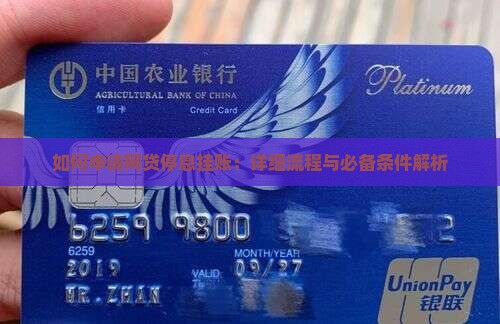 中国农业银行
AGRICULTURAL BANK OF CHINA
信用卡 Credit Card
Platinum
如何申请网贷停息挂账：详细流程与必备条件解析
6259 9800 2
6259
2019
MONTH/YEAR
VALID 09/27
MR.ZHAN
UnionPay
银联